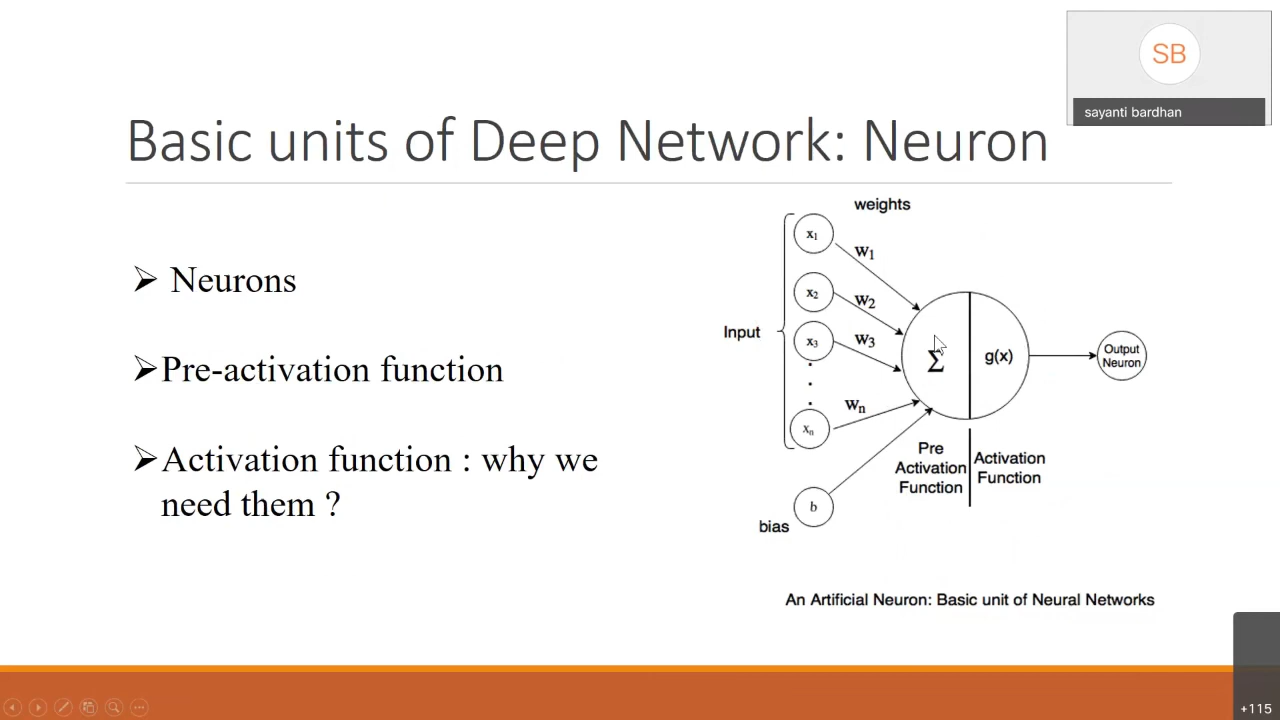 SB
sayanti bardhan
Basic units of Deep Network: Neuron
➢ Neurons
➢Pre-activation function
➢Activation function : why we
need them ?
weights
Input
x1
x2
x3
xn
b
bias
w1
w2
w3
wn
Σ
g(x)
Output
Neuron
Pre
Activation
Function
Activation
Function
An Artificial Neuron: Basic unit of Neural Networks
+115